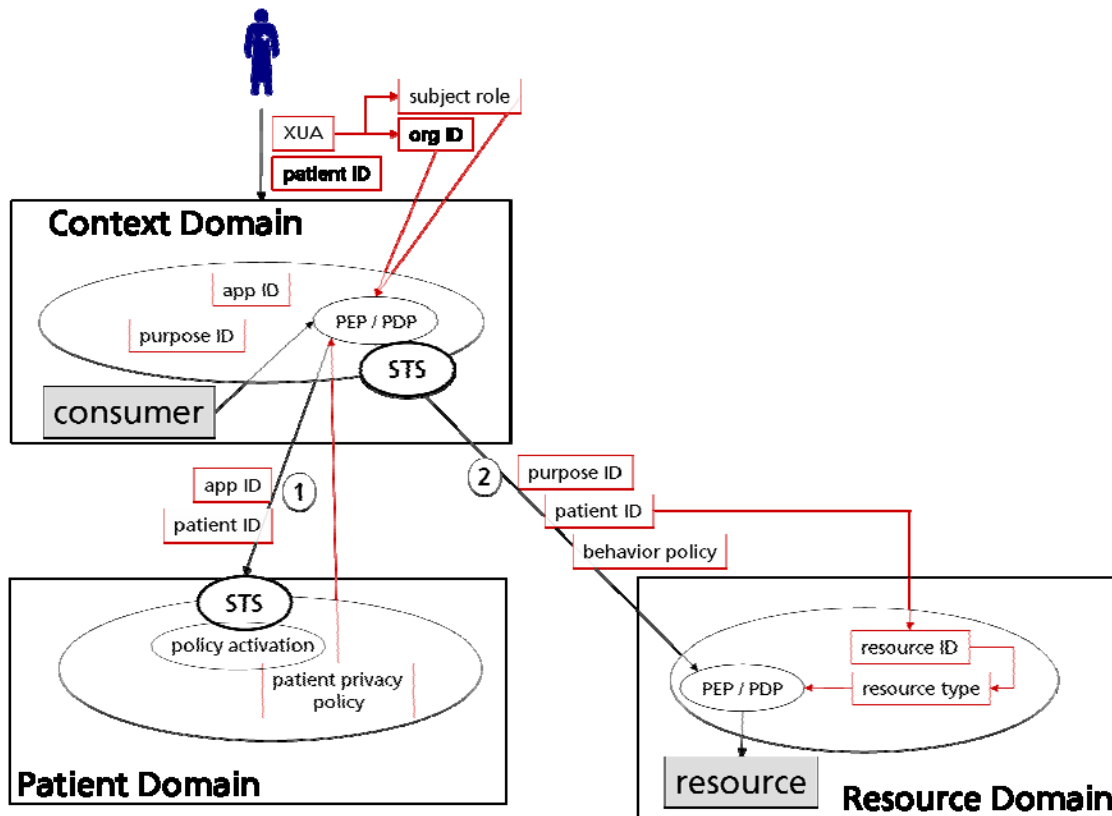 subject role
XUA
org ID
patient ID
Context Domain
app ID
purpose ID
PEP / PDP
STS
consumer
1
2
purpose ID
app ID
patient ID
patient ID
behavior policy
STS
policy activation
patient privacy
policy
Patient Domain
resource ID
PEP / PDP
resource type
resource
Resource Domain